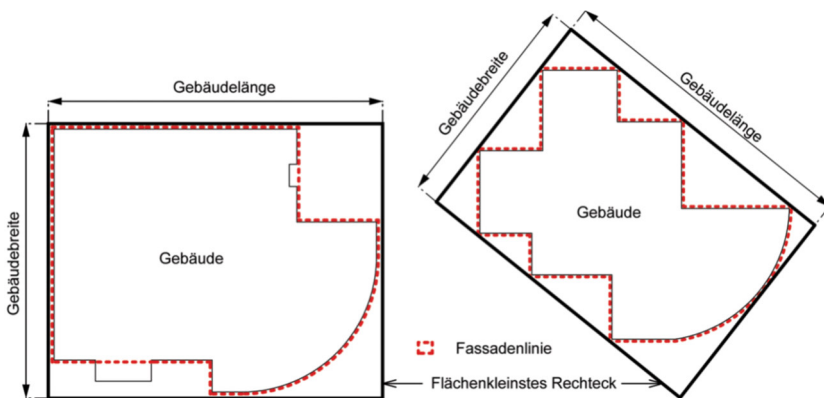 Gebäudelänge
Gebäudebreite
Gebäude
Gebäudebreite
Gebäudelänge
Gebäude
Fassadenlinie
Flächenkleinstes Rechteck